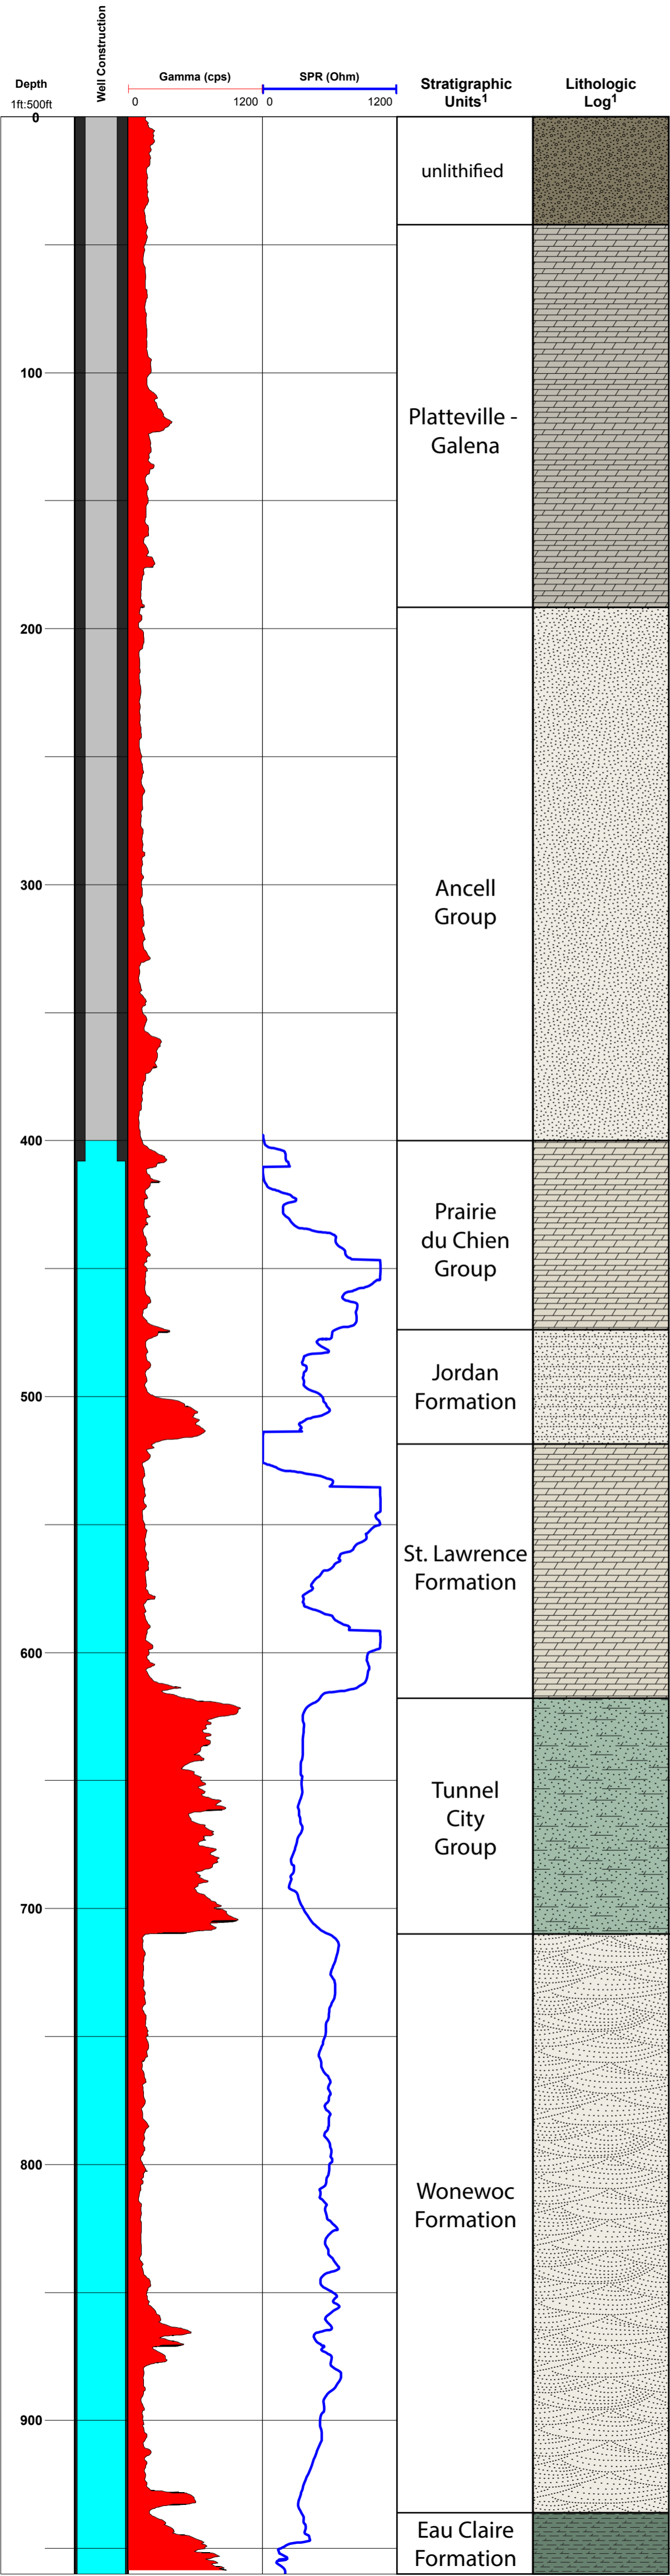 Well Construction
Depth
1ft:500ft
Gamma (cps)
0 1200
SPR (Ohm)
0 1200
Stratigraphic
Units1
Lithologic
Log1
0
unlithified
100
Platteville -
Galena
200
300
Ancell
Group
400
Prairie
du Chien
Group
Jordan
Formation
500
St. Lawrence
Formation
600
Tunnel
City
Group
700
800
Wonewoc
Formation
900
Eau Claire
Formation